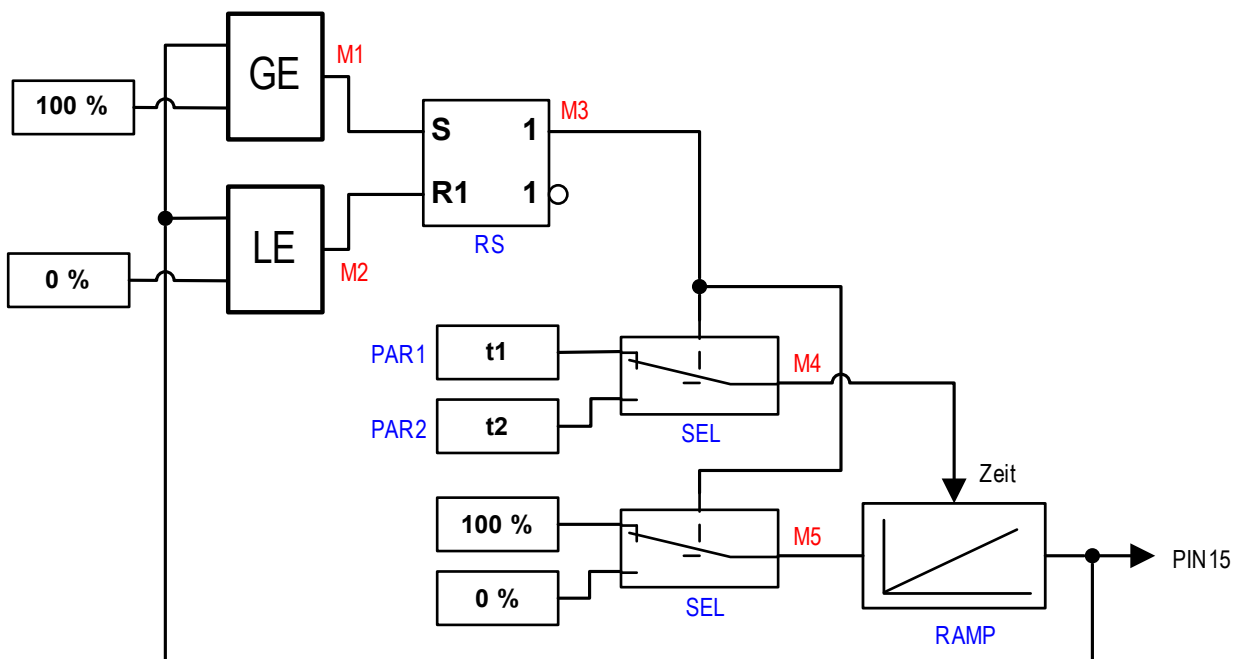 M1
GE
100 %
M3
S 1
R1 1
RS
LE
0 %
M2
PAR1 t1
M4
PAR2 t2
SEL
Zeit
100 %
M5
PIN15
0 %
SEL
RAMP